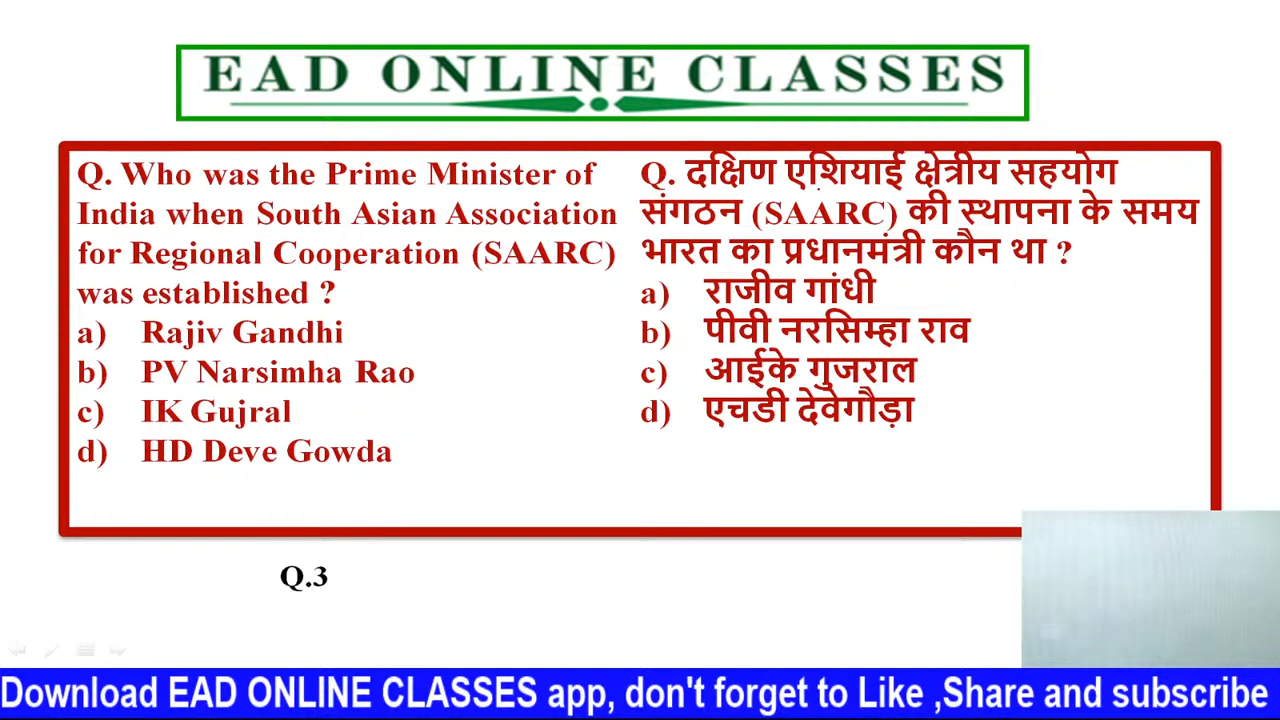 EAD ONLINE CLASSES
Q. Who was the Prime Minister of
India when South Asian Association
for Regional Cooperation (SAARC)
was established ?
a) Rajiv Gandhi
b) PV Narsimha Rao
c) IK Gujral
d) HD Deve Gowda
Q. दक्षिण एशियाई क्षेत्रीय सहयोग
संगठन (SAARC) की स्थापना के समय
भारत का प्रधानमंत्री कौन था ?
a) राजीव गांधी
b) पीवी नरसिम्हा राव
c) आईके गुजराल
d) एचडी देवेगौड़ा
Q.3
Download EAD ONLINE CLASSES app, don't forget to Like ,Share and subscribe